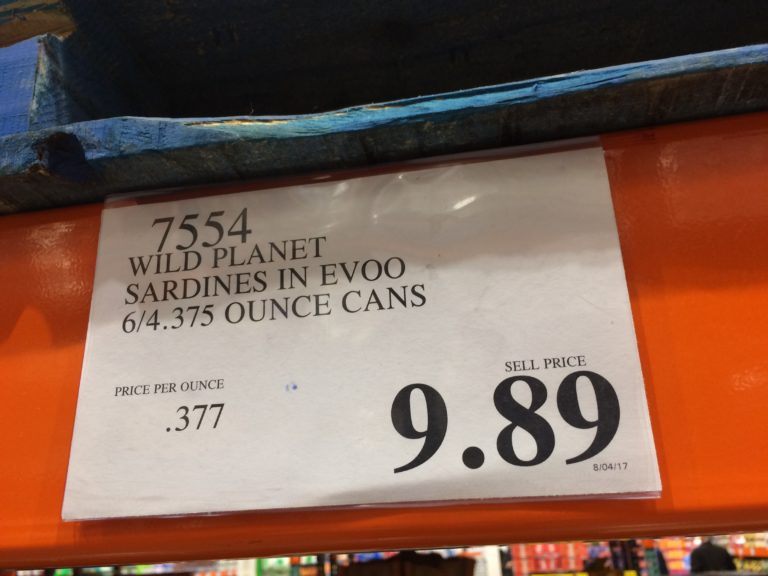 7554
WILD PLANET
SARDINES IN EVOO
6/4.375 OUNCE CANS
PRICE PER OUNCE
.377
SELL PRICE
9.89
8/04/17